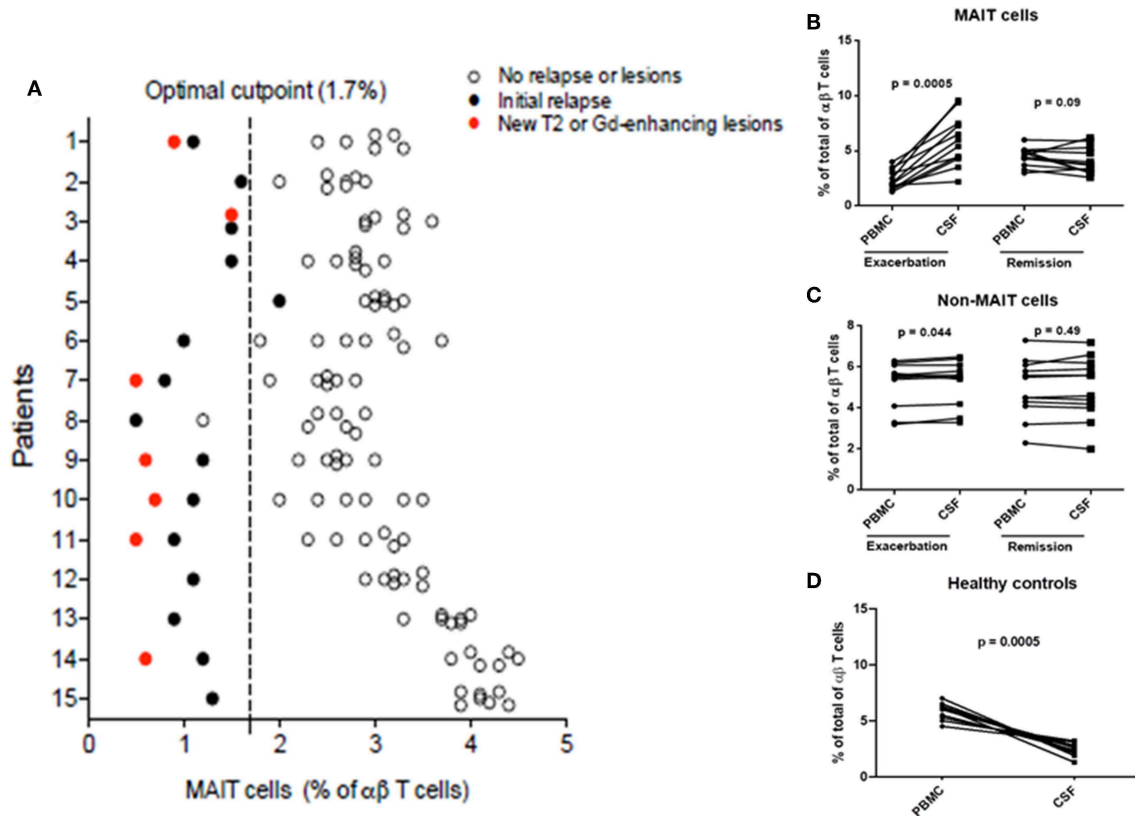 A
Optimal cutpoint (1.7%)
No relapse or lesions
Initial relapse
New T2 or Gd-enhancing lesions
Patients
1
2
3
4
5
6
7
8
9
10
11
12
13
14
15
0 1 2 3 4 5
MAIT cells (% of αβ T cells)
B
MAIT cells
% of total of αβ T cells
15
10
5
0
p = 0.0005
p = 0.09
PBMC CSF PBMC CSF
Exacerbation Remission
C
Non-MAIT cells
% of total of αβ T cells
8
6
4
2
0
p = 0.044 p = 0.49
PBMC CSF PBMC CSF
Exacerbation Remission
D
Healthy controls
% of total of αβ T cells
15
10
5
0
p = 0.0005
PBMC CSF